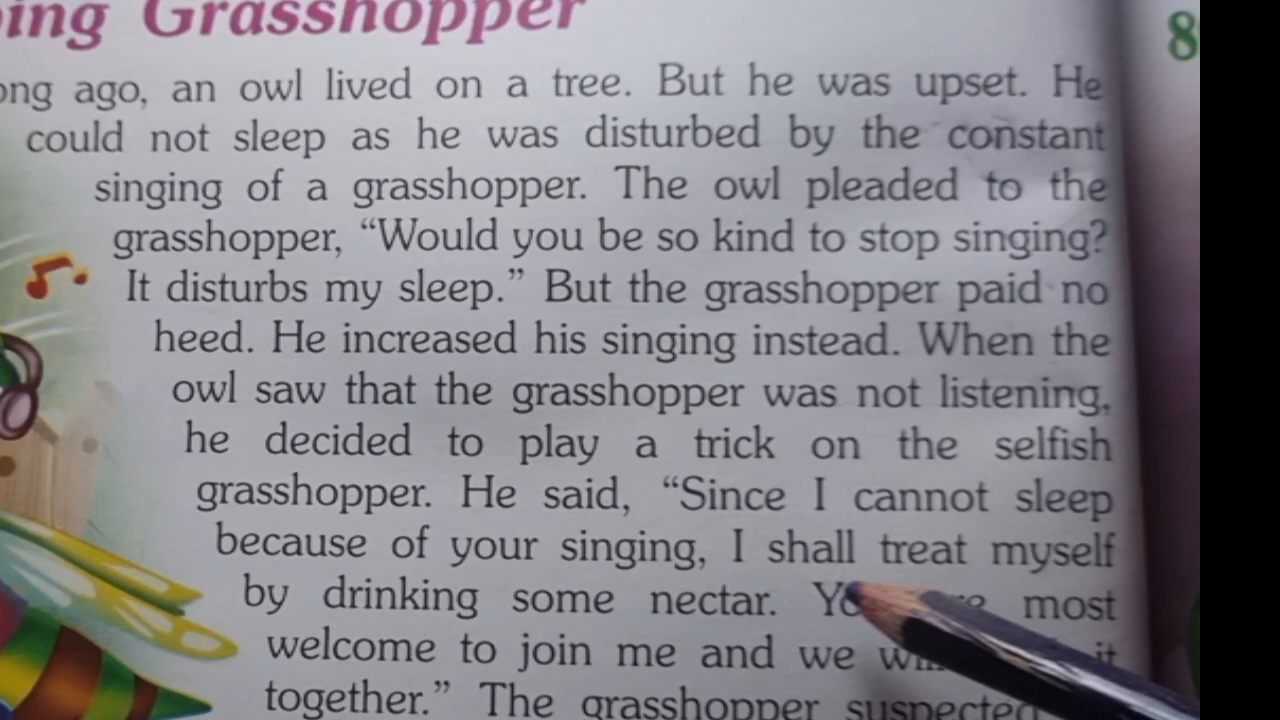 Grasshopper
8
ago, an owl lived on a tree. But he was upset. He
could not sleep as he was disturbed by the constant
singing of a grasshopper. The owl pleaded to the
grasshopper, “Would you be so kind to stop singing?
It disturbs my sleep.” But the grasshopper paid no
heed. He increased his singing instead. When the
owl saw that the grasshopper was not listening,
he decided to play a trick on the selfish
grasshopper. He said, “Since I cannot sleep
because of your singing, I shall treat myself
by drinking some nectar. most
welcome to join me and we it
together.” The grasshopper suspected